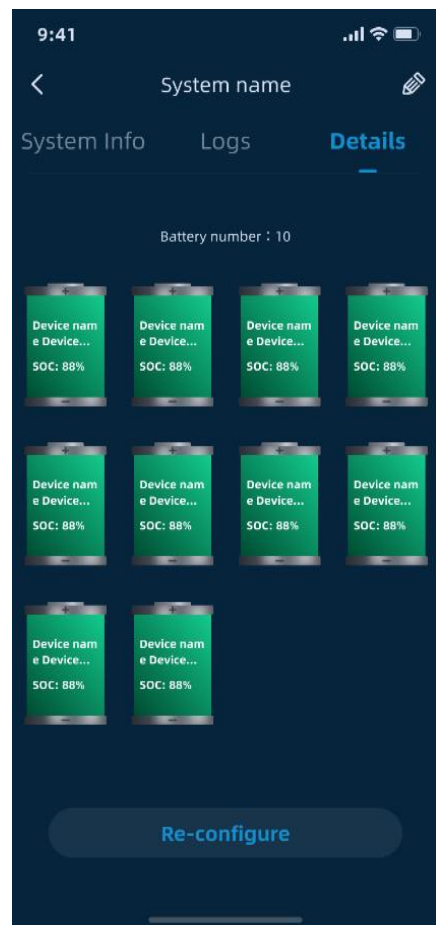 9:41
System name
System Info Logs Details
Battery number：10
+ + + +
Device nam Device nam Device nam Device nam
e Device... e Device... e Device... e Device...
SOC: 88% SOC: 88% SOC: 88% SOC: 88%
− − − −
+ + + +
Device nam Device nam Device nam Device nam
e Device... e Device... e Device... e Device...
SOC: 88% SOC: 88% SOC: 88% SOC: 88%
− − − −
+ +
Device nam Device nam
e Device... e Device...
SOC: 88% SOC: 88%
− −
Re-configure